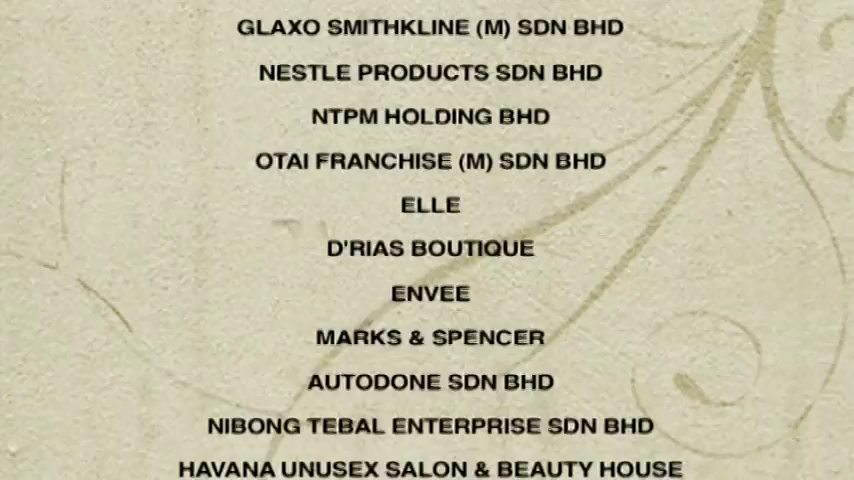 GLAXO SMITHKLINE (M) SDN BHD
NESTLE PRODUCTS SDN BHD
NTPM HOLDING BHD
OTAI FRANCHISE (M) SDN BHD
ELLE
D'RIAS BOUTIQUE
ENVEE
MARKS & SPENCER
AUTODONE SDN BHD
NIBONG TEBAL ENTERPRISE SDN BHD
HAVANA UNUSEX SALON & BEAUTY HOUSE